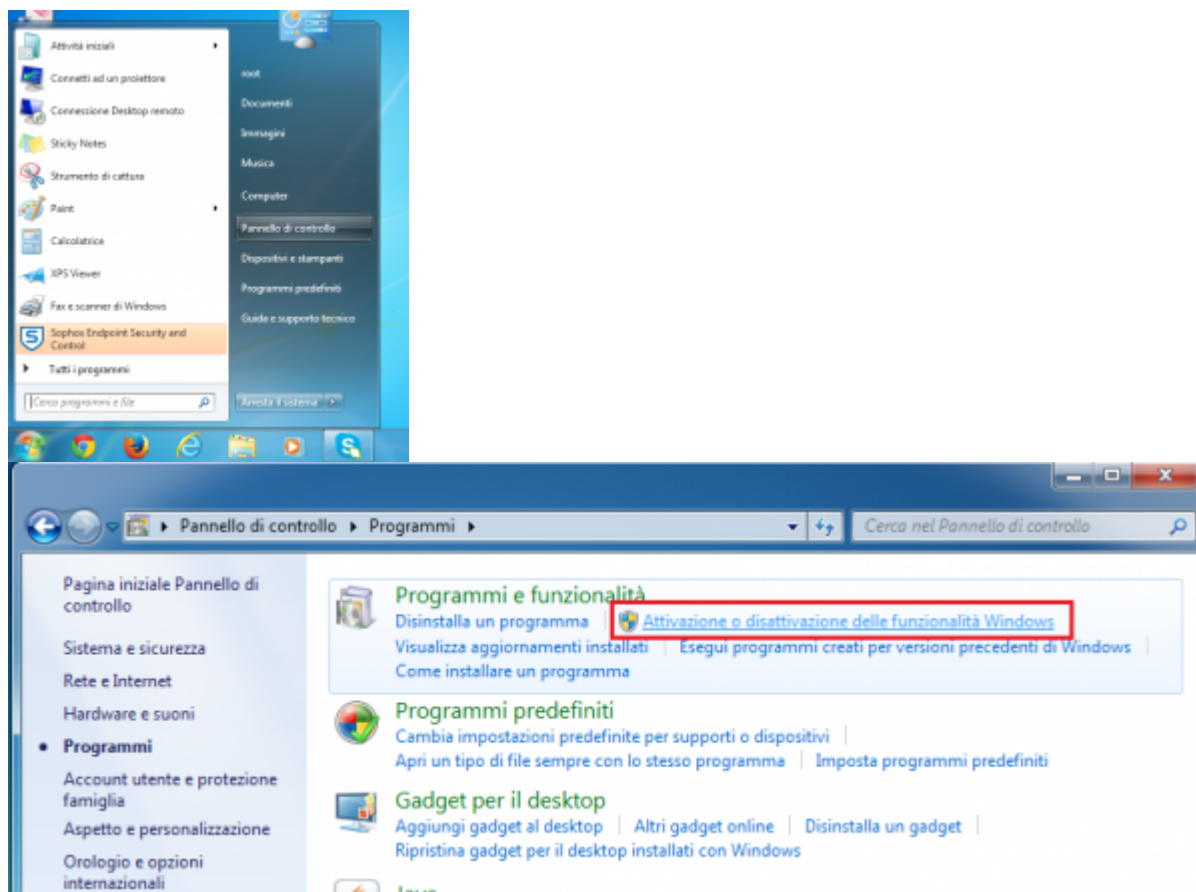 Attività iniziali
Connetti ad un proiettore
Connessione Desktop remoto
Sticky Notes
Strumento di cattura
Paint
Calcolatrice
XPS Viewer
Fax e scanner di Windows
Sophos Endpoint Security and
Control
Tutti i programmi
Cerca programmi e file
root
Documenti
Immagini
Musica
Computer
Pannello di controllo
Dispositivi e stampanti
Programmi predefiniti
Guida e supporto tecnico
Arresta il sistema
Pannello di controllo Programmi
Cerca nel Pannello di controllo
Pagina iniziale Pannello di
controllo
Sistema e sicurezza
Rete e Internet
Hardware e suoni
Programmi
Account utente e protezione
famiglia
Aspetto e personalizzazione
Orologio e opzioni
internazionali
Programmi e funzionalità
Disinstalla un programma Attivazione o disattivazione delle funzionalità Windows
Visualizza aggiornamenti installati Esegui programmi creati per versioni precedenti di Windows
Come installare un programma
Programmi predefiniti
Cambia impostazioni predefinite per supporti o dispositivi
Apri un tipo di file sempre con lo stesso programma Imposta programmi predefiniti
Gadget per il desktop
Aggiungi gadget al desktop Altri gadget online Disinstalla un gadget
Ripristina gadget per il desktop installati con Windows
Java